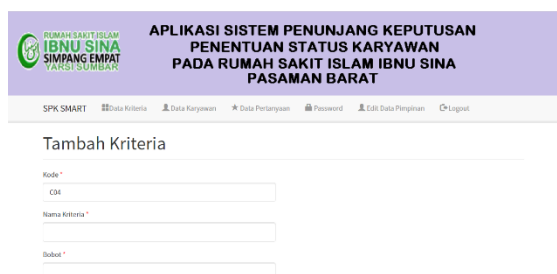 RUMAH SAKIT ISLAM
IBNU SINA
SIMPANG EMPAT
YARSI SUMBAR
APLIKASI SISTEM PENUNJANG KEPUTUSAN
PENENTUAN STATUS KARYAWAN
PADA RUMAH SAKIT ISLAM IBNU SINA
PASAMAN BARAT
SPK SMART Data Kriteria Data Karyawan Data Pertanyaan Password Edit Data Pimpinan Logout
Tambah Kriteria
Kode *
C04
Nama Kriteria *
Bobot *